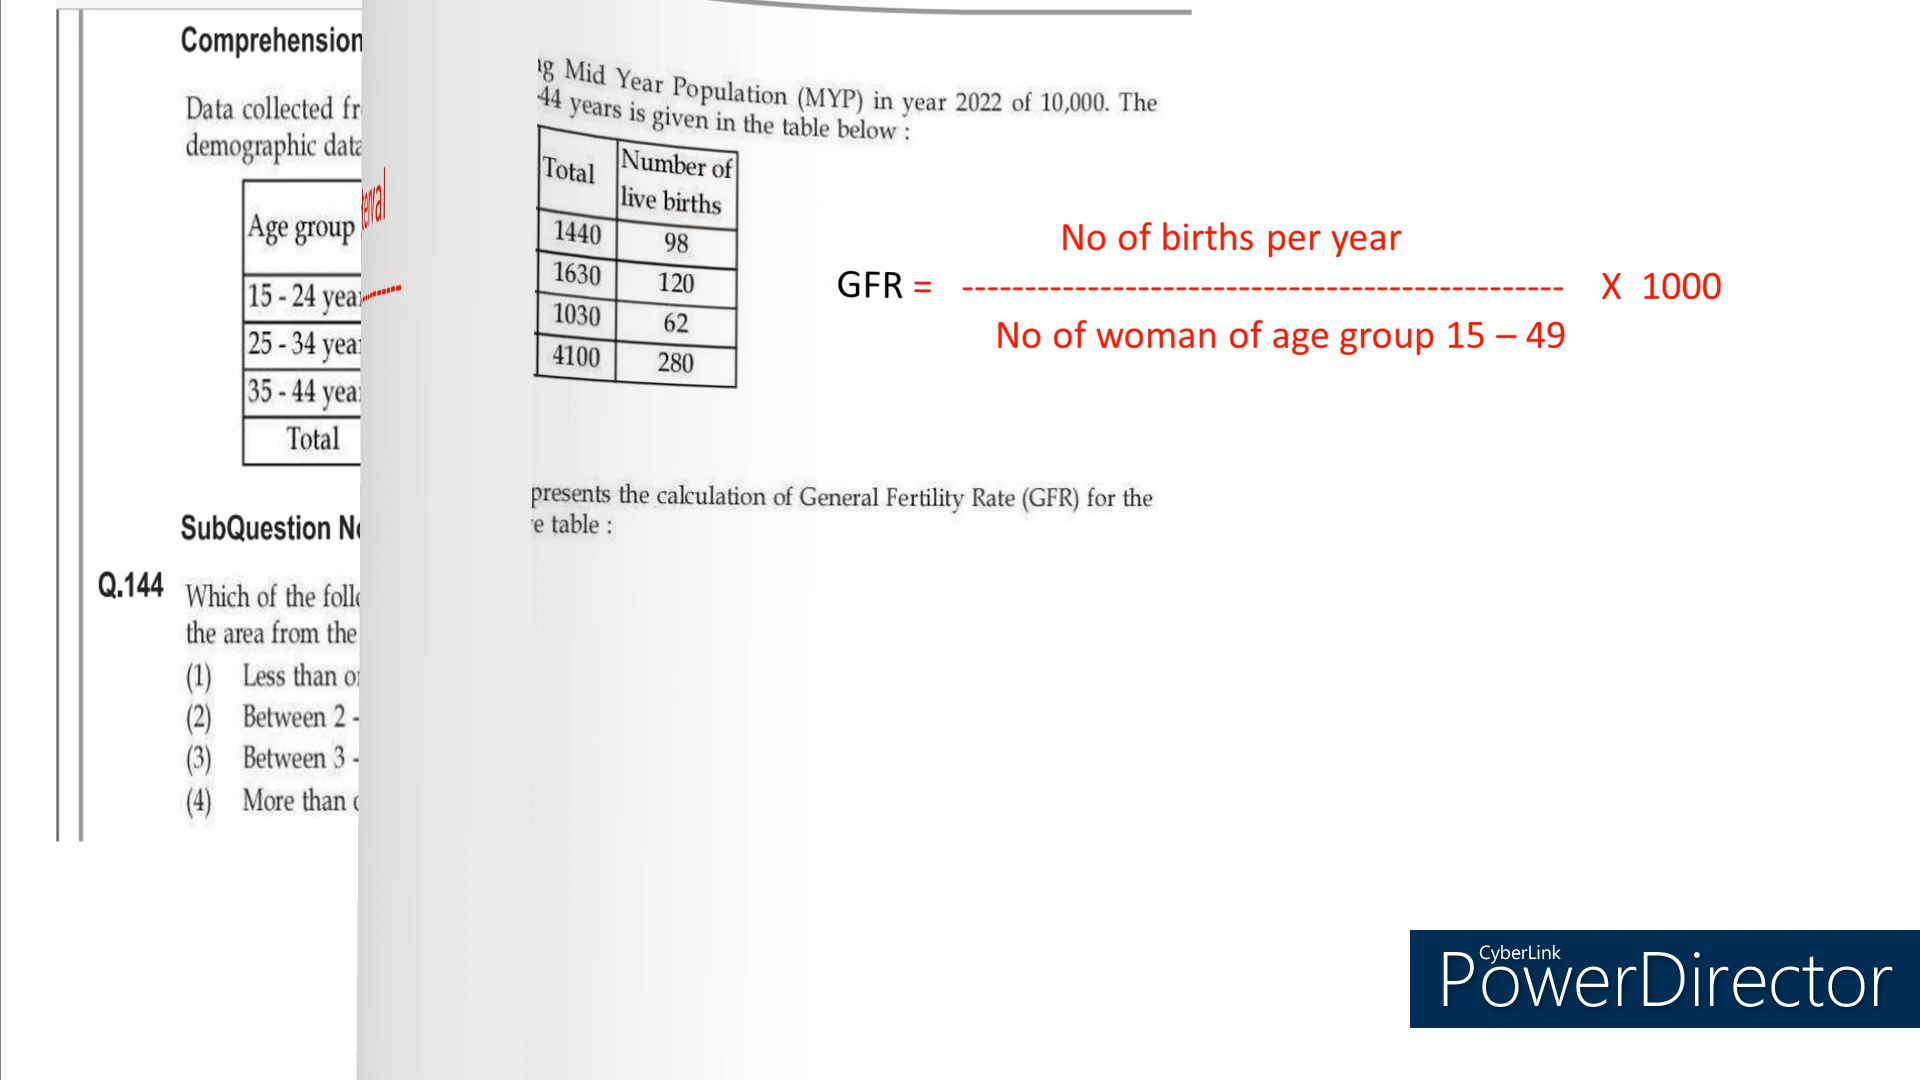 Comprehension
Data collected
demographic data
Age group
15 - 24
25 - 34
35 - 44
Total
SubQuestion
Q.144 Which of the
the area from the
(1) Less than
(2) Between 2 -
(3) Between 3 -
(4) More than
Mid Year Population (MYP) in year 2022 of 10,000. The
44 years is given in the table below :
Total Number of live births
1440 98
1630 120
1030 62
4100 280
presents the calculation of General Fertility Rate (GFR) for the
table :
No of births per year
GFR = ------------------------------------------------ X 1000
No of woman of age group 15 – 49
CyberLink
PowerDirector